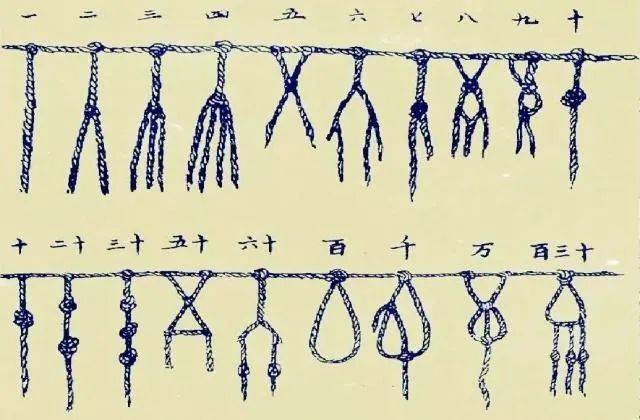 一 二 三 四 五 六 七 八 九 十
十 二十 三十 五十 六十 百 千 万 百三十